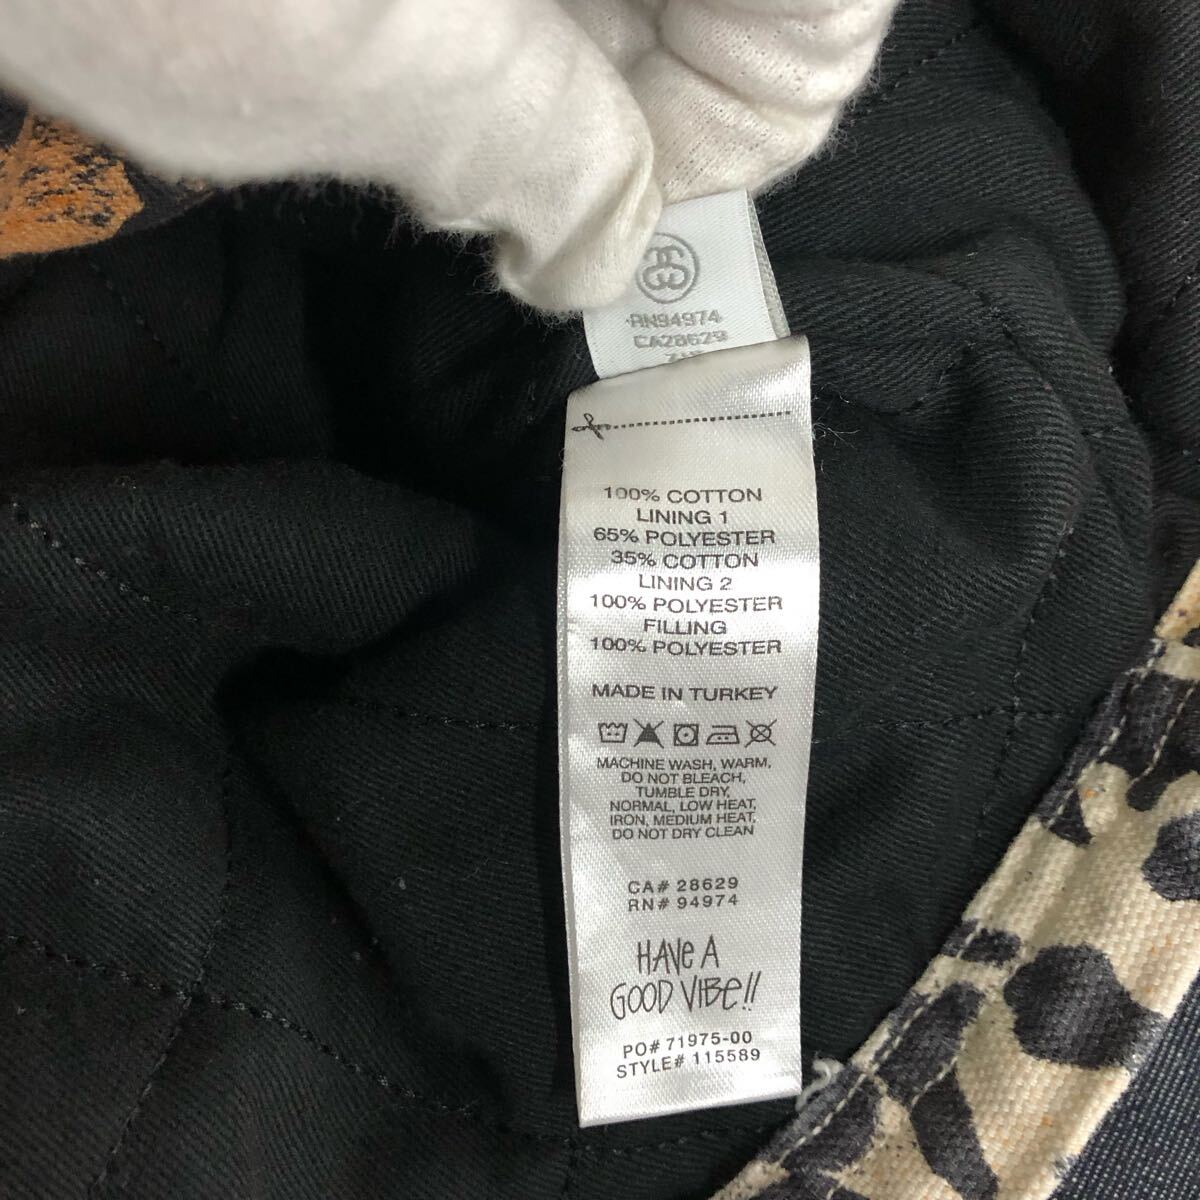 RN94974
CA28629
100% COTTON
LINING 1
65% POLYESTER
35% COTTON
LINING 2
100% POLYESTER
FILLING
100% POLYESTER
MADE IN TURKEY
MACHINE WASH, WARM,
DO NOT BLEACH,
TUMBLE DRY,
NORMAL, LOW HEAT,
IRON, MEDIUM HEAT,
DO NOT DRY CLEAN
CA# 28629
RN# 94974
HAVe A
GOOD VIBe!!
PO# 71975-00
STYLE# 115589